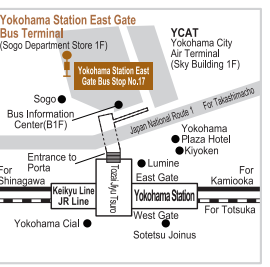 Yokohama Station East Gate
Bus Terminal
(Sogo Department Store 1F)
YCAT
Yokohama City
Air Terminal
(Sky Building 1F)
Yokohama Station East
Gate Bus Stop No.17
Sogo
Bus Information
Center(B1F)
Japan National Route 1
For Takashimacho
Yokohama
Plaza Hotel
Kiyoken
Entrance to
Porta
Lumine
For
Shinagawa
East Gate
For
Kamiooka
Keikyu Line
JR Line
Tozai Jyu Tsuro
Yokohama Station
For Totsuka
West Gate
Yokohama Cial
Sotetsu Joinus